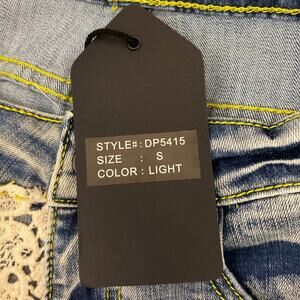 STYLE#: DP5415
SIZE : S
COLOR : LIGHT